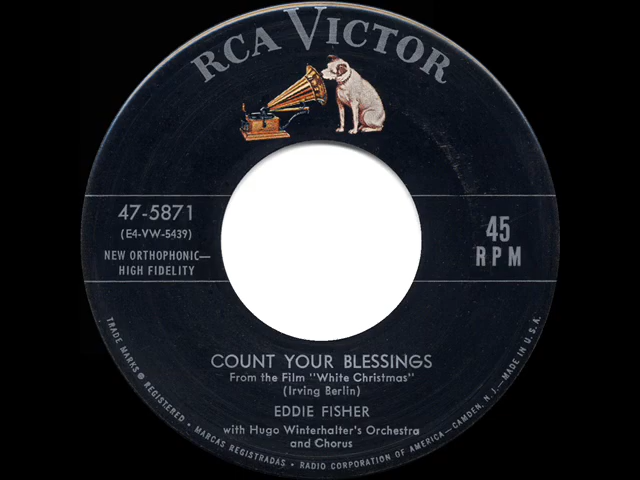 RCA VICTOR
47-5871
(E4-VW-5439)
NEW ORTHOPHONIC—
HIGH FIDELITY
45
RPM
COUNT YOUR BLESSINGS
From the Film "White Christmas"
(Irving Berlin)
EDDIE FISHER
with Hugo Winterhalter's Orchestra
and Chorus
TRADE MARKS ® REGISTERED • MARCAS REGISTRADAS • RADIO CORPORATION OF AMERICA—CAMDEN, N. J.—MADE IN U.S.A.